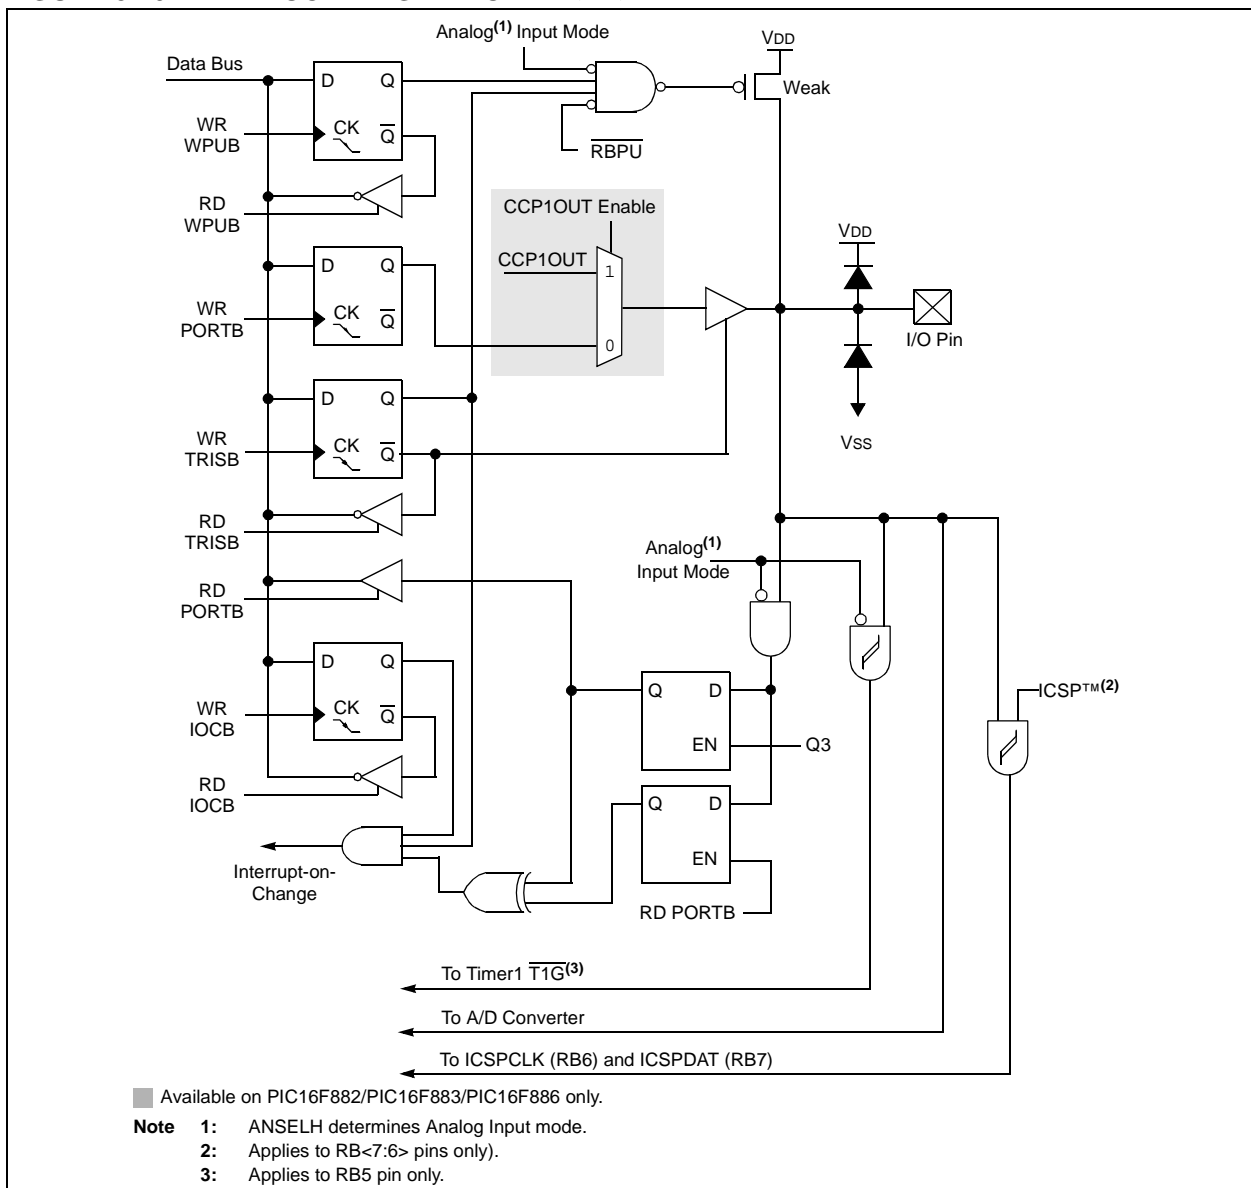 Analog(1) Input Mode
VDD
Data Bus
D Q
Weak
WR
WPUB
CK Q
RBPU
RD
WPUB
CCP1OUT Enable
VDD
CCP1OUT
D Q
1
WR
PORTB
CK Q
I/O Pin
0
D Q
WR
TRISB
CK Q
VSS
RD
TRISB
Analog(1)
Input Mode
RD
PORTB
D Q
Q D
ICSP™(2)
WR
IOCB
CK Q
EN
Q3
RD
IOCB
Q D
EN
Interrupt-on-
Change
RD PORTB
To Timer1 T1G(3)
To A/D Converter
To ICSPCLK (RB6) and ICSPDAT (RB7)
Available on PIC16F882/PIC16F883/PIC16F886 only.
Note 1: ANSELH determines Analog Input mode.
2: Applies to RB<7:6> pins only).
3: Applies to RB5 pin only.